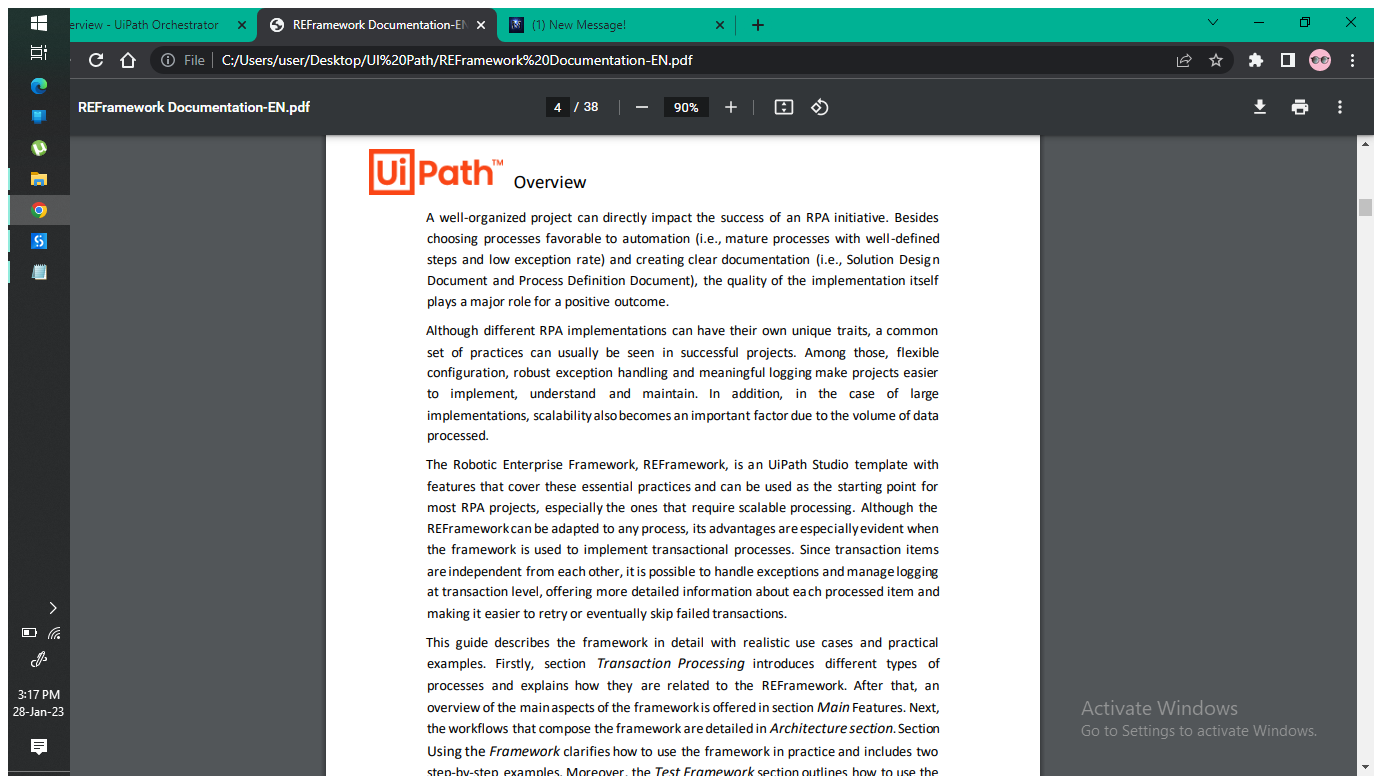 erview - UiPath Orchestrator
REFramework Documentation-EN
(1) New Message!
File
C:/Users/user/Desktop/UI%20Path/REFramework%20Documentation-EN.pdf
REFramework Documentation-EN.pdf
4 / 38
90%
UiPath™
Overview
A well-organized project can directly impact the success of an RPA initiative. Besides
choosing processes favorable to automation (i.e., mature processes with well-defined
steps and low exception rate) and creating clear documentation (i.e., Solution Design
Document and Process Definition Document), the quality of the implementation itself
plays a major role for a positive outcome.
Although different RPA implementations can have their own unique traits, a common
set of practices can usually be seen in successful projects. Among those, flexible
configuration, robust exception handling and meaningful logging make projects easier
to implement, understand and maintain. In addition, in the case of large
implementations, scalability also becomes an important factor due to the volume of data
processed.
The Robotic Enterprise Framework, REFramework, is an UiPath Studio template with
features that cover these essential practices and can be used as the starting point for
most RPA projects, especially the ones that require scalable processing. Although the
REFramework can be adapted to any process, its advantages are especially evident when
the framework is used to implement transactional processes. Since transaction items
are independent from each other, it is possible to handle exceptions and manage logging
at transaction level, offering more detailed information about each processed item and
making it easier to retry or eventually skip failed transactions.
This guide describes the framework in detail with realistic use cases and practical
examples. Firstly, section Transaction Processing introduces different types of
processes and explains how they are related to the REFramework. After that, an
overview of the main aspects of the framework is offered in section Main Features. Next,
the workflows that compose the framework are detailed in Architecture section. Section
Using the Framework clarifies how to use the framework in practice and includes two
step-by-step examples. Moreover, the Test Framework section outlines how to use the
3:17 PM
28-Jan-23
Activate Windows
Go to Settings to activate Windows.